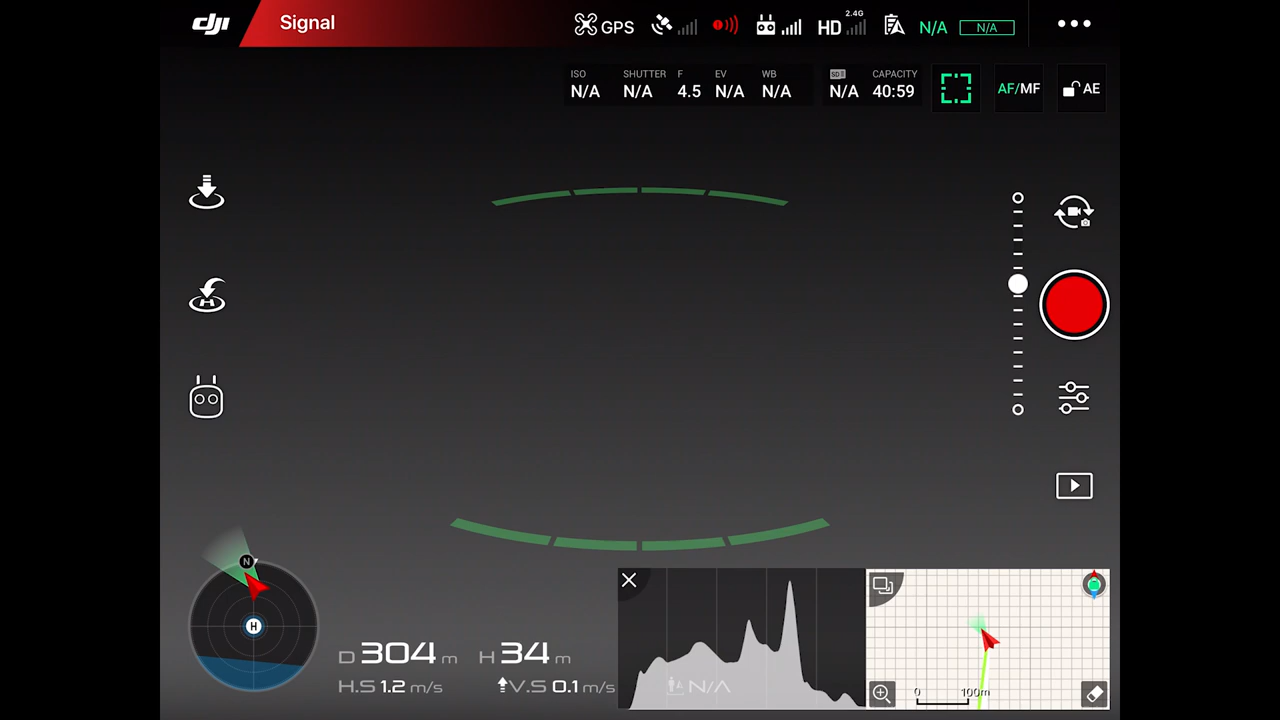 dji Signal GPS HD 2.4G N/A N/A
ISO SHUTTER F EV WB SD CAPACITY
N/A N/A 4.5 N/A N/A N/A 40:59 AF/MF AE
H
N
H
D 304 m H 34 m
H.S 1.2 m/s V.S 0.1 m/s
N/A
0 100m